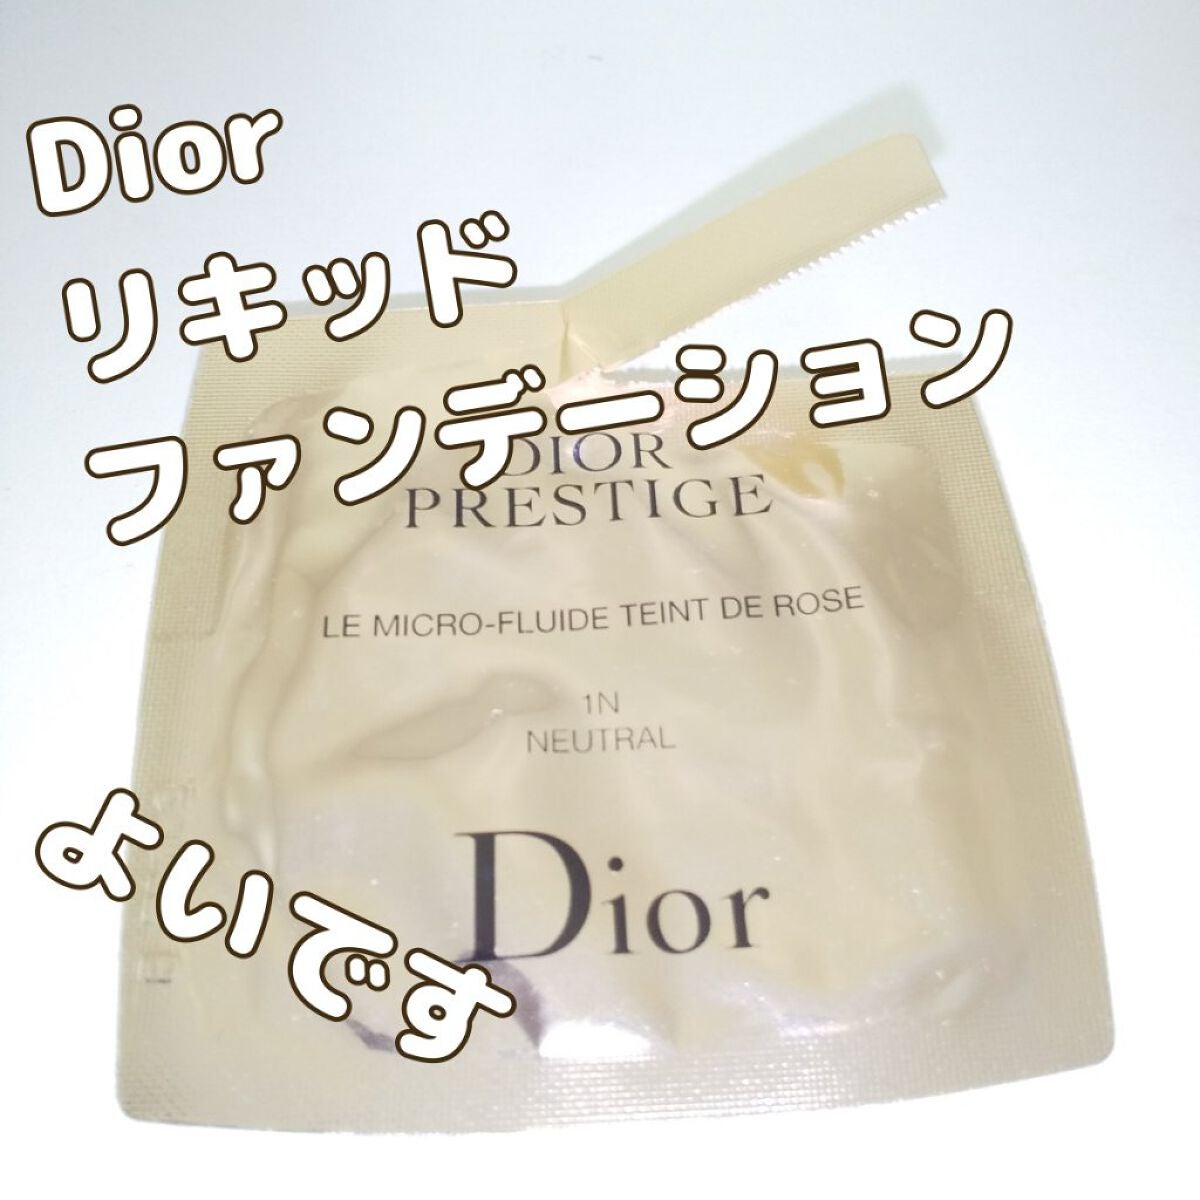 Dior
リキッド
ファンデーション
DIOR
PRESTIGE
LE MICRO-FLUIDE TEINT DE ROSE
1N
NEUTRAL
Dior
よいです